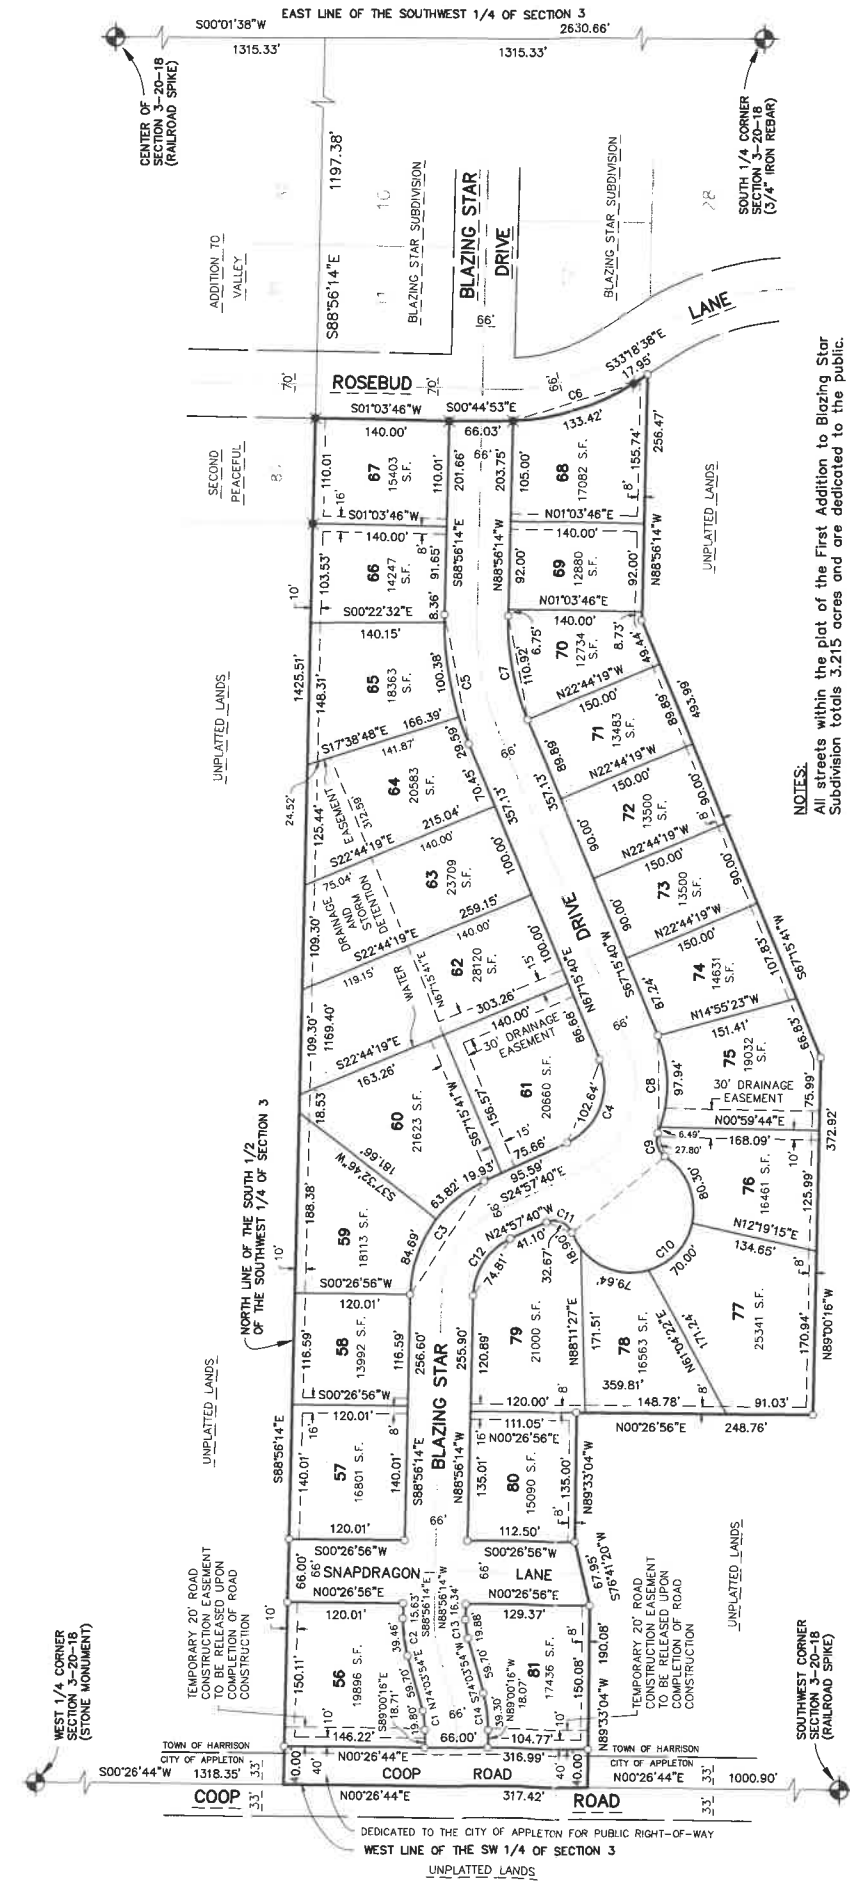 EAST LINE OF THE SOUTHWEST 1/4 OF SECTION 3
S00°01'38"W
2630.66'
1315.33'
1315.33'
CENTER OF
SECTION 3-20-18
(RAILROAD SPIKE)
SOUTH 1/4 CORNER
SECTION 3-20-18
(3/4" IRON REBAR)
1197.38'
S88°56'14"E
ADDITION TO
VALLEY
10
11
BLAZING STAR SUBDIVISION
BLAZING STAR
DRIVE
66'
BLAZING STAR SUBDIVISION
28
LANE
S33°18'38"E
17.95'
70'
ROSEBUD
70'
66'
C6
133.42'
S01°03'46"W
140.00'
S00°44'53"E
66.03'
66'
SECOND
PEACEFUL
8
110.01
67
15403
S.F.
110.01'
201.66'
203.75'
105.00'
68
17082 S.F.
155.74'
256.47'
16'
8'
8'
S01°03'46"W
140.00'
N01°03'46"E
140.00'
UNPLATTED LANDS
10'
103.53'
66
14247
S.F.
91.65'
S88°56'14"E
N88°56'14"W
92.00'
69
12880
S.F.
92.00'
N88°56'14"W
S00°22'32"E
8.36'
N01°03'46"E
140.15'
140.00'
6.75'
8.73'
49.44'
UNPLATTED LANDS
1425.51'
148.31'
65
18363
S.F.
100.38'
C5
C7
110.92'
70
12734
S.F.
N22°44'19"W
150.00'
S17°38'48"E
166.39'
141.87'
29.59'
66'
71
13483
S.F.
89.89'
89.89'
493.99'
24.52'
125.44'
EASEMENT
312.59'
64
20583
S.F.
70.45'
357.13'
357.13'
N22°44'19"W
150.00'
S22°44'19"E
215.04'
75.04'
140.00'
90.00'
72
13500
S.F.
90.00'
8'
109.30'
DRAINAGE
AND
STORM
DETENTION
WATER
63
23709
S.F.
100.00'
N22°44'19"W
150.00'
S22°44'19"E
259.15'
119.15'
140.00'
DRIVE
90.00'
73
13500
S.F.
90.00'
109.30'
1169.40'
N67°15'41"E
62
28120
S.F.
100.00'
15'
N67°15'40"E
S67°15'40"W
N22°44'19"W
150.00'
S22°44'19"E
303.26'
163.26'
140.00'
30' DRAINAGE
EASEMENT
87.24'
74
14631
S.F.
107.83'
S67°15'41"W
86.68'
66'
N14°55'23"W
151.41'
18.53
60
21623 S.F.
S67°15'41"W
156.57'
61
20660 S.F.
15'
102.64'
C4
C8
97.94'
75
19032
S.F.
66.83'
30' DRAINAGE
EASEMENT
75.99'
N00°59'44"E
168.09'
6.49'
27.80'
C9
372.92'
NORTH LINE OF THE SOUTH 1/2
OF THE SOUTHWEST 1/4 OF SECTION 3
S37°32'46"W
181.66'
75.66'
19.93'
95.59'
S24°57'40"E
66'
80.30'
76
16461 S.F.
10'
125.99'
188.38'
59
18113 S.F.
63.82'
84.69'
C3
N24°57'40"W
41.10'
C11
C12
74.81'
32.67'
18.90'
C10
70.00'
79.64'
N12°19'15"E
134.65'
10'
8'
S00°26'56"W
120.01'
N61°04'22"E
171.24'
77
25341 S.F.
170.94'
N89°00'16"W
116.59'
58
13992 S.F.
116.59'
256.60'
255.90'
120.89'
79
21000 S.F.
N88°11'27"E
171.51'
78
16563 S.F.
359.81'
148.78'
8'
91.03'
S00°26'56"W
120.01'
120.00'
8'
16'
8'
UNPLATTED LANDS
BLAZING STAR
111.05'
16'
N00°26'56"E
N00°26'56"E
248.76'
S88°56'14"E
140.01'
57
16801 S.F.
140.01'
S88°56'14"E
N88°56'14"W
135.01'
80
15090 S.F.
135.00'
N89°33'04"W
8'
120.01'
S00°26'56"W
66'
112.50'
S00°26'56"W
66.00'
66'
SNAPDRAGON
66'
LANE
67.95'
S76°41'20"W
UNPLATTED LANDS
N00°26'56"E
120.01'
N00°26'56"E
129.37'
TEMPORARY 20' ROAD
CONSTRUCTION EASEMENT
TO BE RELEASED UPON
COMPLETION OF ROAD
CONSTRUCTION
10'
150.11'
56
19896 S.F.
39.46'
C2
15.63'
S88°56'14"E
N88°56'14"W
16.34'
C13
19.88'
59.70'
N74°03'54"E
S74°03'54"W
59.70'
S89°00'16"E
18.71'
19.80'
C1
66'
C14
39.30'
N89°00'16"W
18.07'
81
17436 S.F.
8'
150.08'
190.08'
N89°33'04"W
TEMPORARY 20' ROAD
CONSTRUCTION EASEMENT
TO BE RELEASED UPON
COMPLETION OF ROAD
CONSTRUCTION
10'
146.22'
66.00'
104.77'
10'
WEST 1/4 CORNER
SECTION 3-20-18
(STONE MONUMENT)
SOUTHWEST CORNER
SECTION 3-20-18
(RAILROAD SPIKE)
TOWN OF HARRISON
CITY OF APPLETON
N00°26'44"E
316.99'
TOWN OF HARRISON
CITY OF APPLETON
S00°26'44"W
1318.35'
33'
40.00'
40'
COOP
ROAD
40'
40.00
N00°26'44"E
33'
1000.90'
COOP
33'
N00°26'44"E
317.42'
ROAD
33'
DEDICATED TO THE CITY OF APPLETON FOR PUBLIC RIGHT-OF-WAY
WEST LINE OF THE SW 1/4 OF SECTION 3
UNPLATTED LANDS
NOTES:
All streets within the plat of the First Addition to Blazing Star
Subdivision totals 3.215 acres and are dedicated to the public.